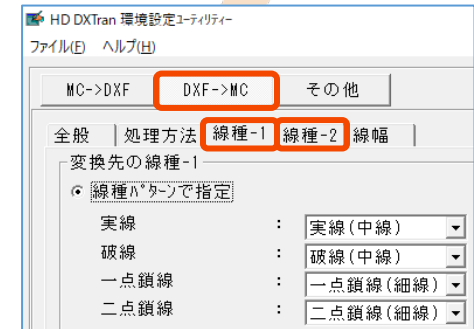 HD DXTran 環境設定ユーティリティー
ファイル(F) ヘルプ(H)
MC->DXF DXF->MC その他
全般 処理方法 線種-1 線種-2 線幅
変換先の線種-1
線種パターンで指定
実線 : 実線(中線)
破線 : 破線(中線)
一点鎖線 : 一点鎖線(細線)
二点鎖線 : 二点鎖線(細線)